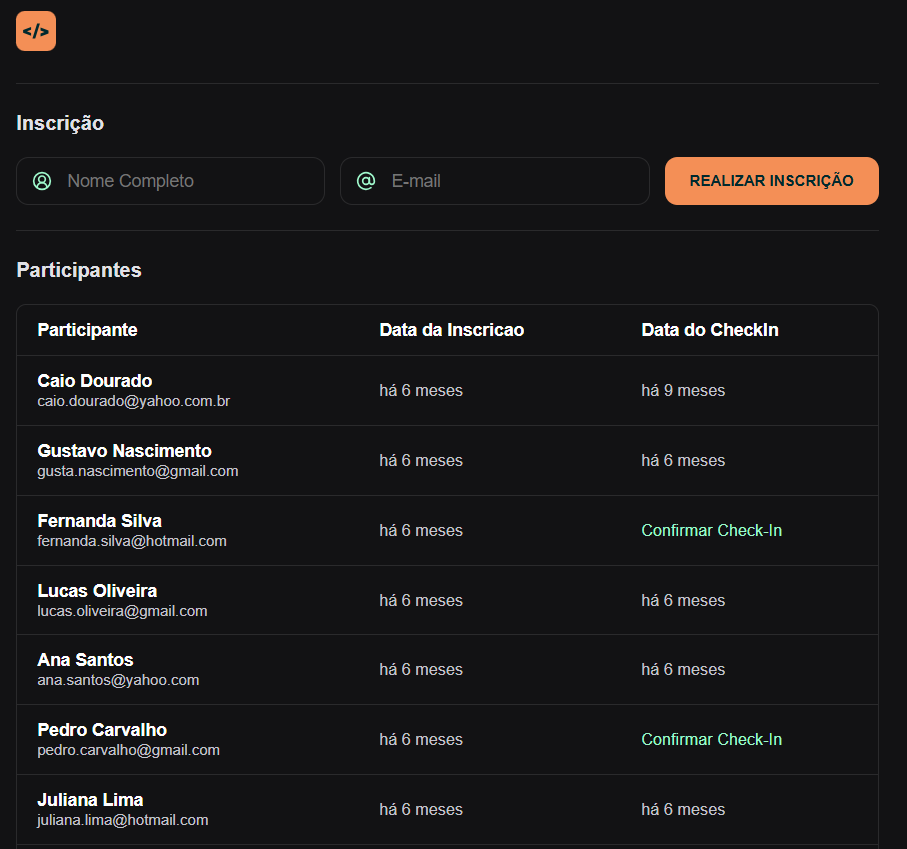 </>
Inscrição
Nome Completo
@ E-mail
REALIZAR INSCRIÇÃO
Participantes
Participante Data da Inscricao Data do CheckIn
Caio Dourado
caio.dourado@yahoo.com.br
há 6 meses
há 9 meses
Gustavo Nascimento
gusta.nascimento@gmail.com
há 6 meses
há 6 meses
Fernanda Silva
fernanda.silva@hotmail.com
há 6 meses
Confirmar Check-In
Lucas Oliveira
lucas.oliveira@gmail.com
há 6 meses
há 6 meses
Ana Santos
ana.santos@yahoo.com
há 6 meses
há 6 meses
Pedro Carvalho
pedro.carvalho@gmail.com
há 6 meses
Confirmar Check-In
Juliana Lima
juliana.lima@hotmail.com
há 6 meses
há 6 meses